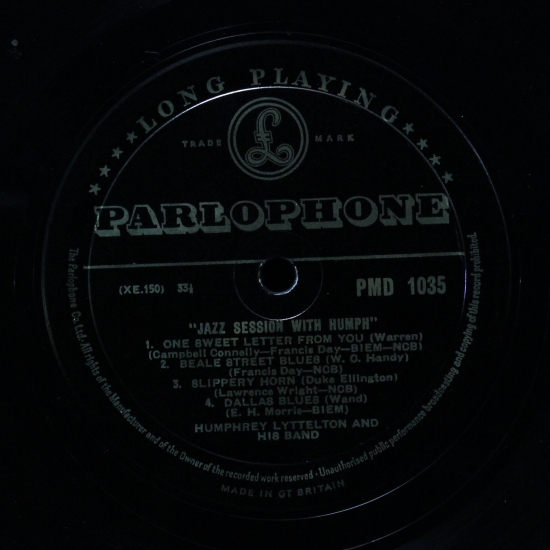 ★★★★★ LONG PLAYING ★★★★★
TRADE £ MARK
PARLOPHONE
(XE.150) 33⅓ PMD 1035
"JAZZ SESSION WITH HUMPH"
1. ONE SWEET LETTER FROM YOU (Warren)
(Campbell Connelly—Francis Day—BIEM—NCB)
2. BEALE STREET BLUES (W. C. Handy)
(Francis Day—NCB)
3. SLIPPERY HORN (Duke Ellington)
(Lawrence Wright—NCB)
4. DALLAS BLUES (Wand)
(E. H. Morris—BIEM)
HUMPHREY LYTTELTON AND
HIS BAND
The Parlophone Co. Ltd. All rights of the Manufacturer and of the Owner of the recorded work reserved · Unauthorised public performance broadcasting and copying of this record prohibited.
MADE IN GT BRITAIN